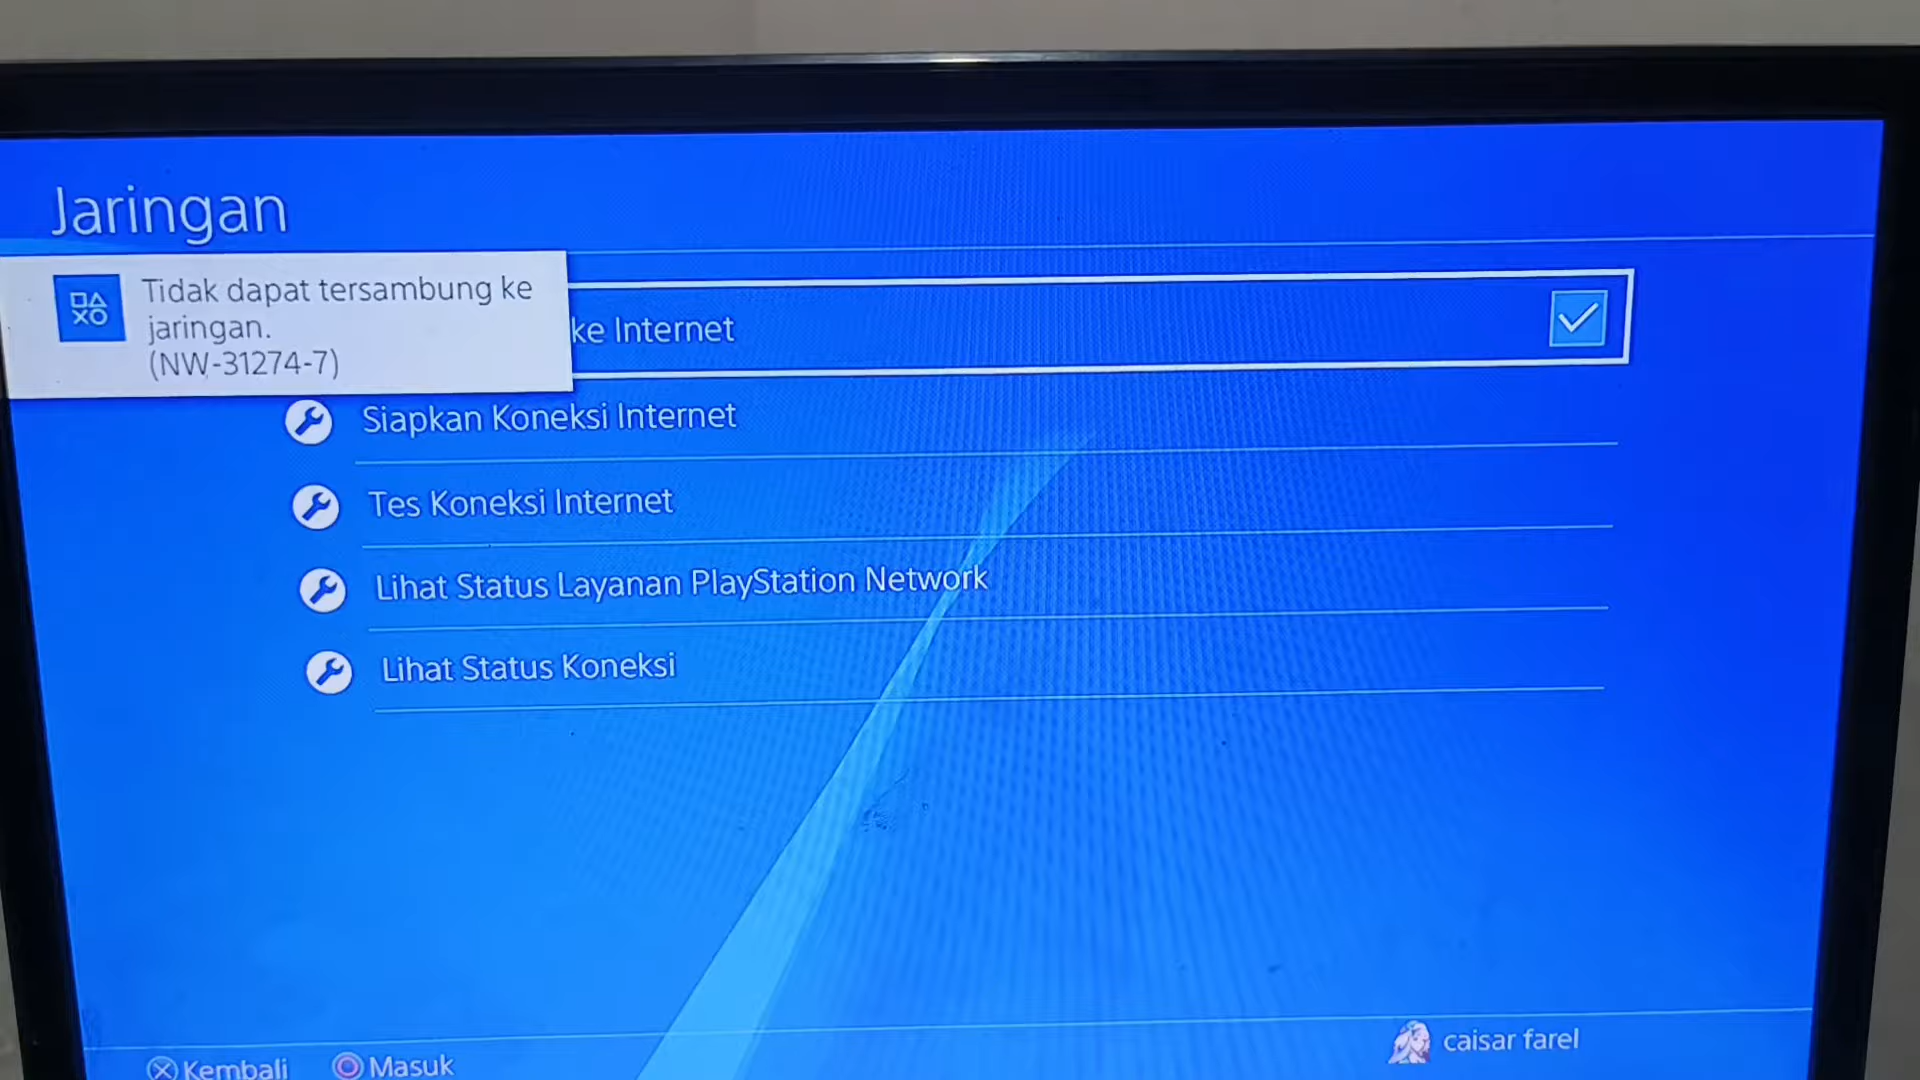 Jaringan
Tidak dapat tersambung ke
jaringan.
(NW-31274-7)
ke Internet
Siapkan Koneksi Internet
Tes Koneksi Internet
Lihat Status Layanan PlayStation Network
Lihat Status Koneksi
caisar farel
Kembali
Masuk